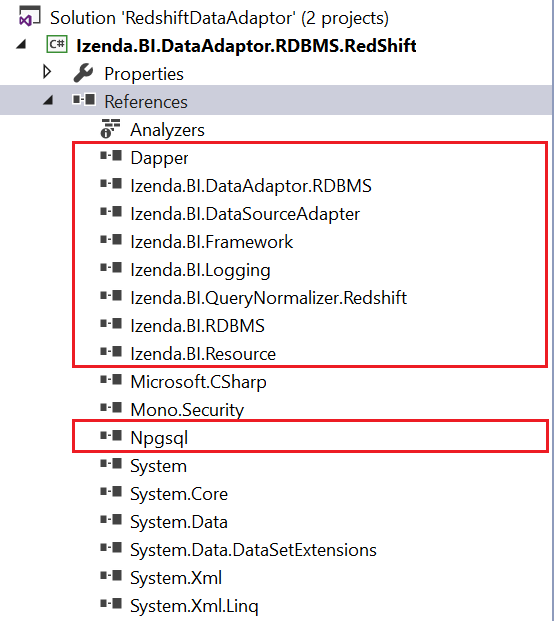 Solution 'RedshiftDataAdaptor' (2 projects)
C# Izenda.BI.DataAdaptor.RDBMS.RedShift
Properties
References
Analyzers
Dapper
Izenda.BI.DataAdaptor.RDBMS
Izenda.BI.DataSourceAdapter
Izenda.BI.Framework
Izenda.BI.Logging
Izenda.BI.QueryNormalizer.Redshift
Izenda.BI.RDBMS
Izenda.BI.Resource
Microsoft.CSharp
Mono.Security
Npgsql
System
System.Core
System.Data
System.Data.DataSetExtensions
System.Xml
System.Xml.Linq